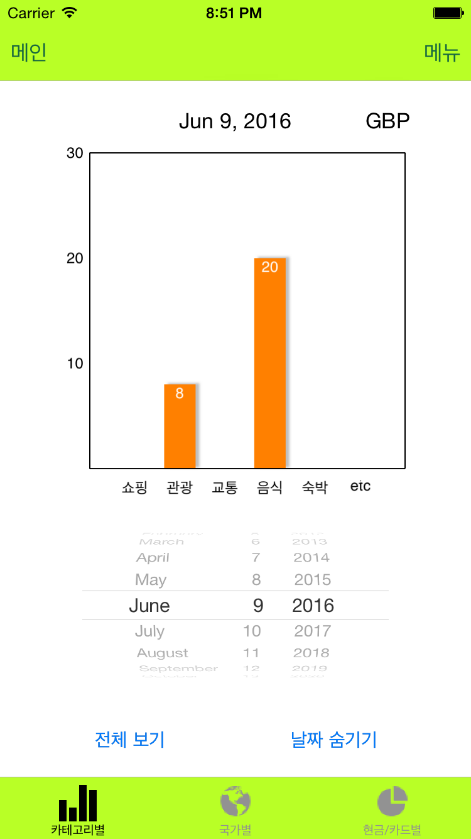 Carrier 8:51 PM
메인 메뉴
Jun 9, 2016 GBP
30
20
10
20
8
쇼핑 관광 교통 음식 숙박 etc
March 6 2013
April 7 2014
May 8 2015
June 9 2016
July 10 2017
August 11 2018
September 12 2019
전체 보기 날짜 숨기기
카테고리별 국가별 현금/카드별